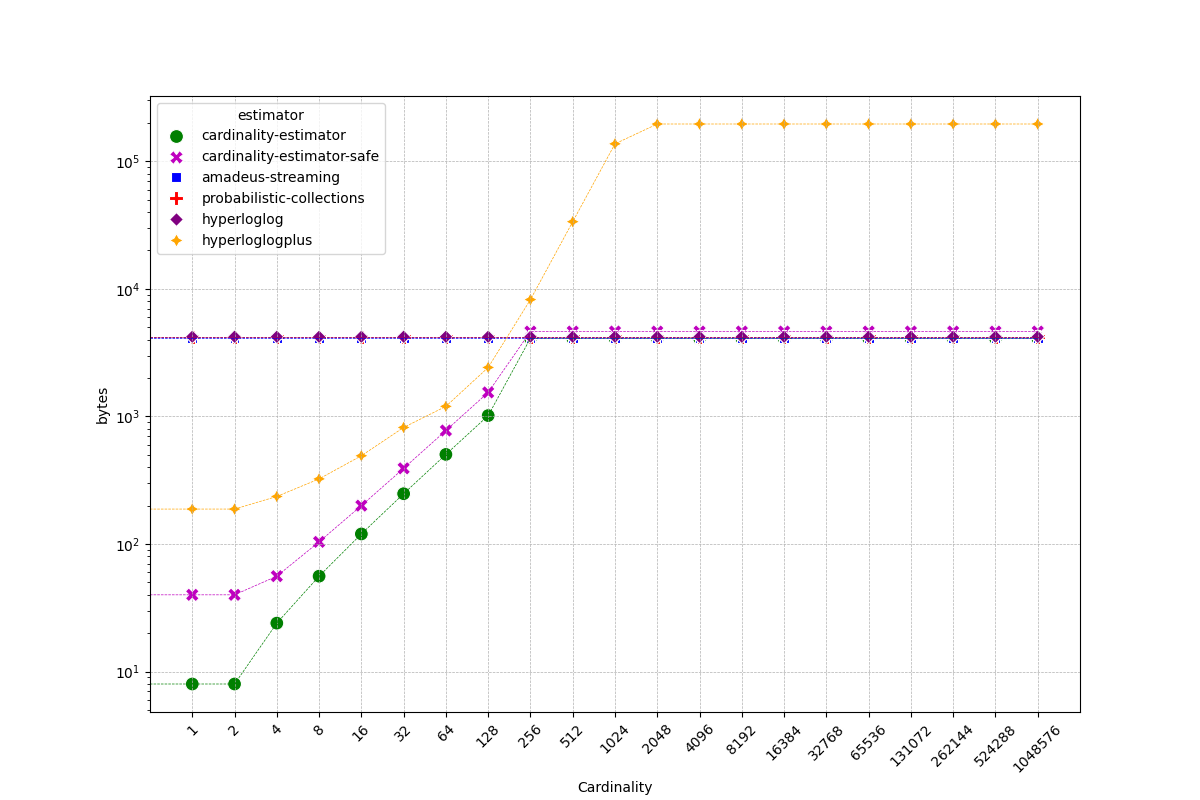 estimator
cardinality-estimator
cardinality-estimator-safe
amadeus-streaming
probabilistic-collections
hyperloglog
hyperloglogplus
10^5
10^4
10^3
10^2
10^1
bytes
1 2 4 8 16 32 64 128 256 512 1024 2048 4096 8192 16384 32768 65536 131072 262144 524288 1048576
Cardinality